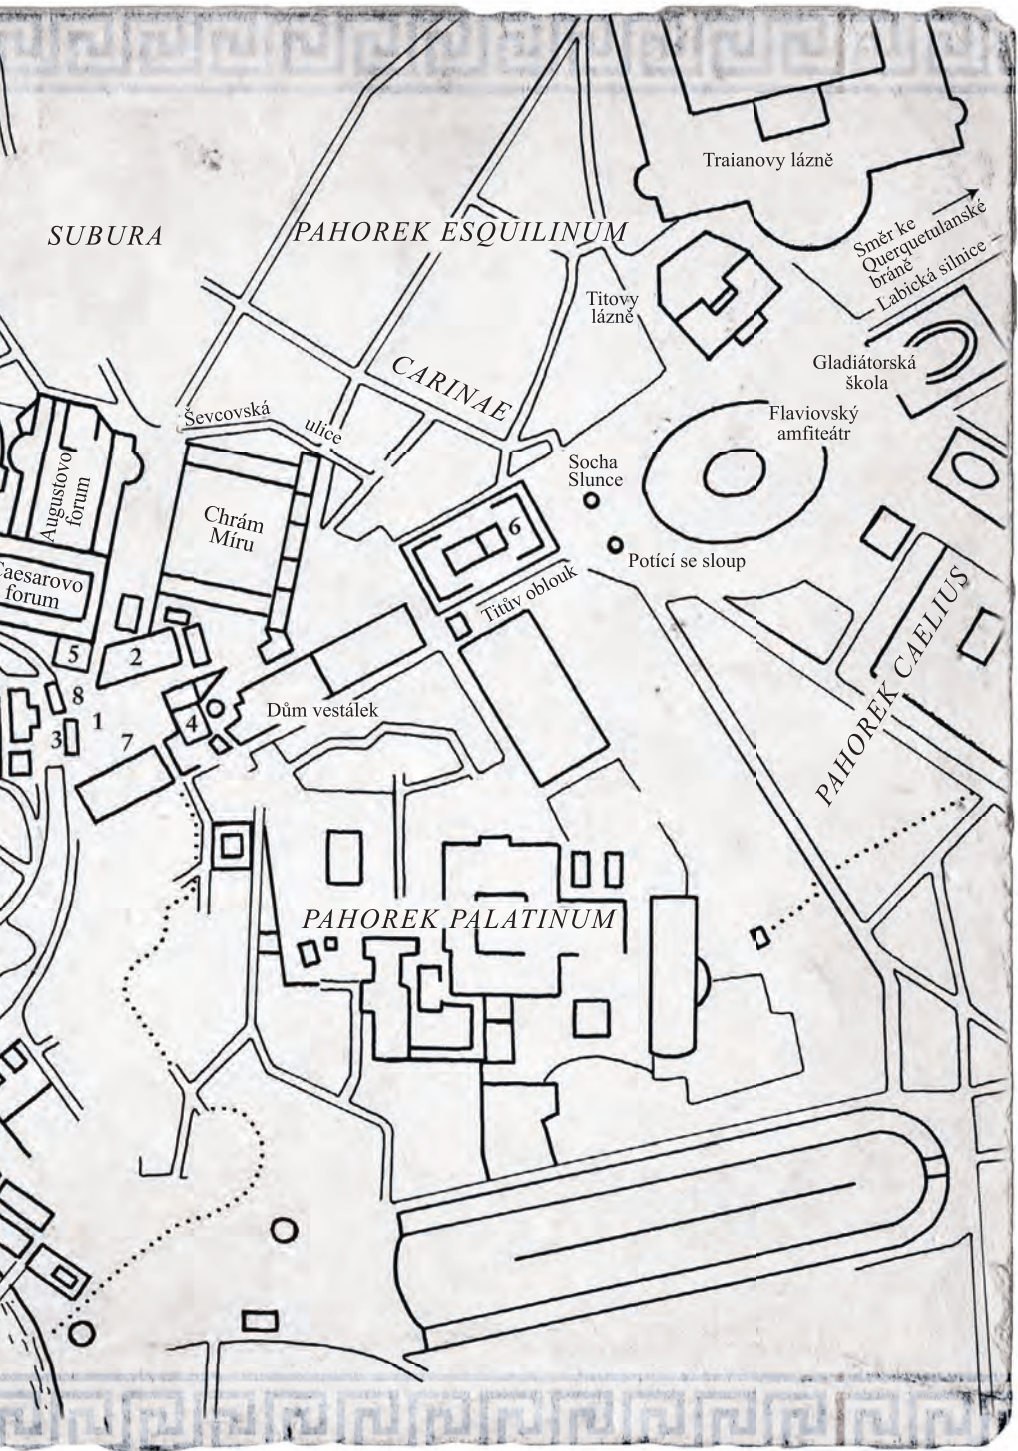 Traianovy lázně
SUBURA
PAHOREK ESQUILINUM
Směr ke
Querquetulanské
bráně
Labická silnice
Titovy
lázně
Gladiátorská
škola
CARINAE
Flaviovský
amfiteátr
Ševcovská
ulice
Augustovo
forum
Socha
Slunce
Chrám
Míru
6
Potící se sloup
Caesarovo
forum
Titův oblouk
PAHOREK CAELIUS
5
2
8
1
4
Dům vestálek
3
7
PAHOREK PALATINUM